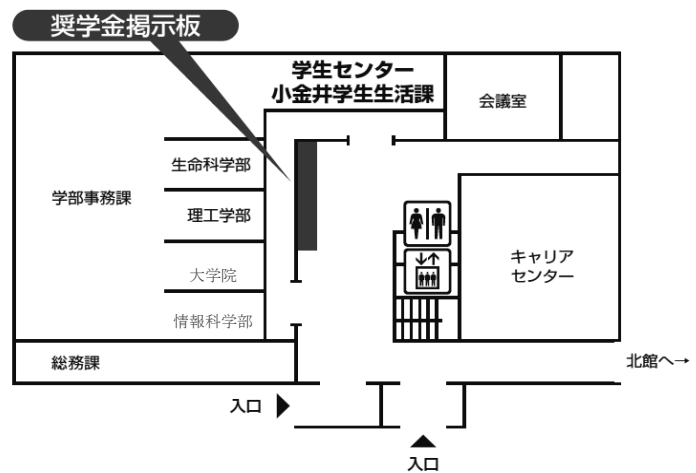 奨学金掲示板
学生センター
小金井学生生活課
会議室
生命科学部
学部事務課
理工学部
大学院
情報科学部
キャリア
センター
総務課
北館へ→
入口
入口